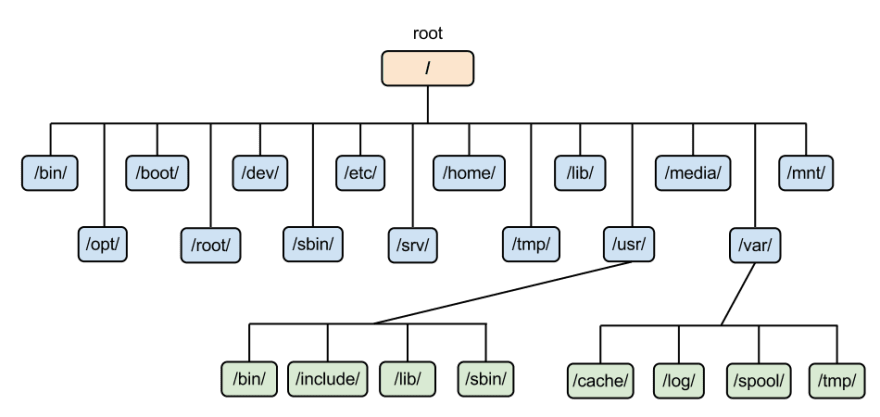 root
/
/bin/
/boot/
/dev/
/etc/
/home/
/lib/
/media/
/mnt/
/opt/
/root/
/sbin/
/srv/
/tmp/
/usr/
/var/
/bin/
/include/
/lib/
/sbin/
/cache/
/log/
/spool/
/tmp/